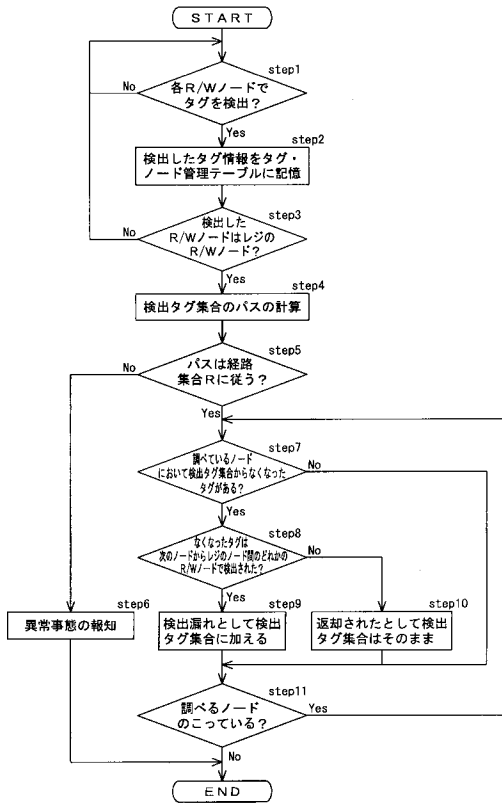 START
step1
各R/Wノードで
タグを検出?
No
Yes
step2
検出したタグ情報をタグ・
ノード管理テーブルに記憶
step3
検出した
R/Wノードはレジの
R/Wノード?
No
Yes
step4
検出タグ集合のパスの計算
step5
パスは経路
集合Rに従う?
No
Yes
step7
調べているノード
において検出タグ集合からなくなった
タグがある?
No
Yes
step8
なくなったタグは
次のノードからレジのノード間のどれかの
R/Wノードで検出された?
No
Yes
step6
異常事態の報知
step9
検出漏れとして検出
タグ集合に加える
step10
返却されたとして検出
タグ集合はそのまま
step11
調べるノード
のこっている?
Yes
No
END